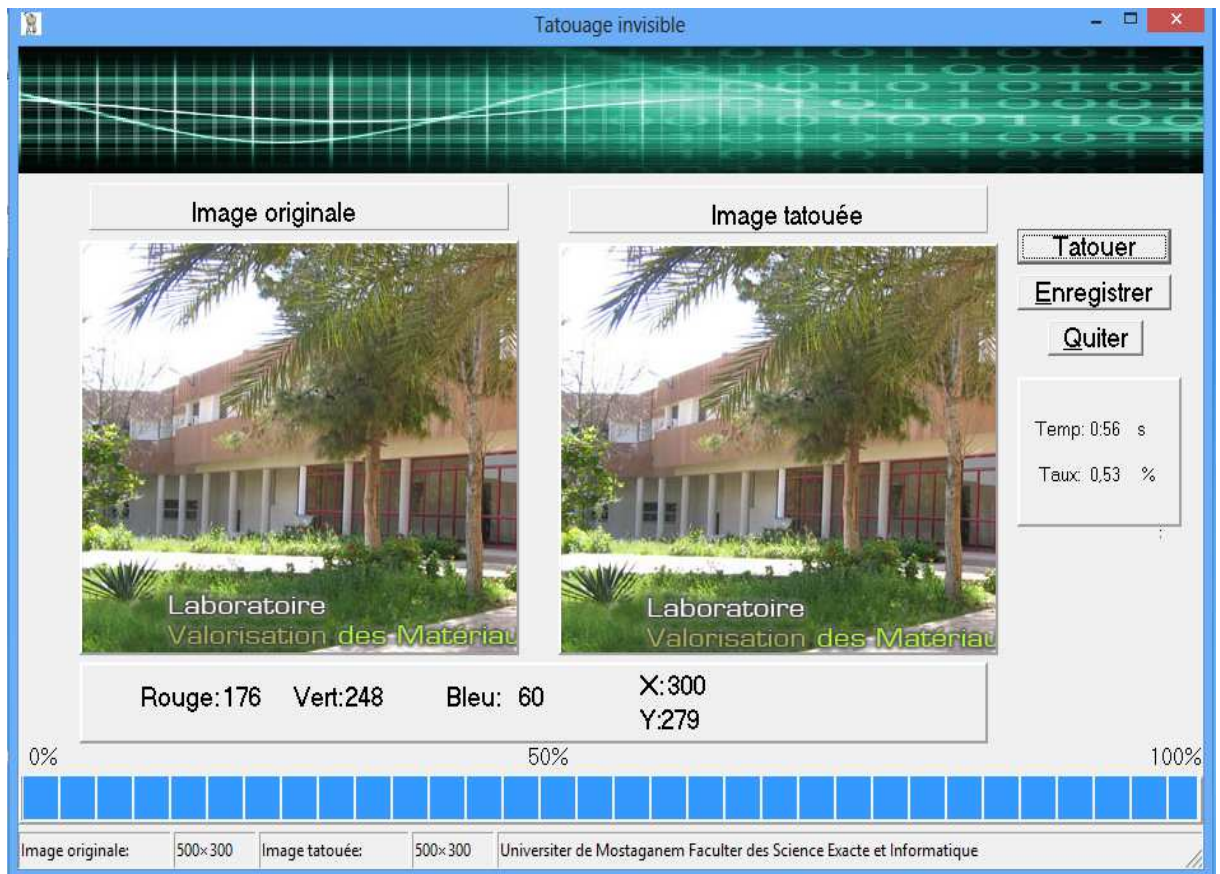 Tatouage invisible
Image originale
Image tatouée
Tatouer
Enregistrer
Quiter
Temp: 0:56 s
Taux: 0,53 %
:
Laboratoire
Valorisation des Matériau
Laboratoire
Valorisation des Matériau
Rouge:176 Vert:248 Bleu: 60
X:300
Y:279
0% 50% 100%
Image originale: 500×300 Image tatouée: 500×300 Universiter de Mostaganem Faculter des Science Exacte et Informatique